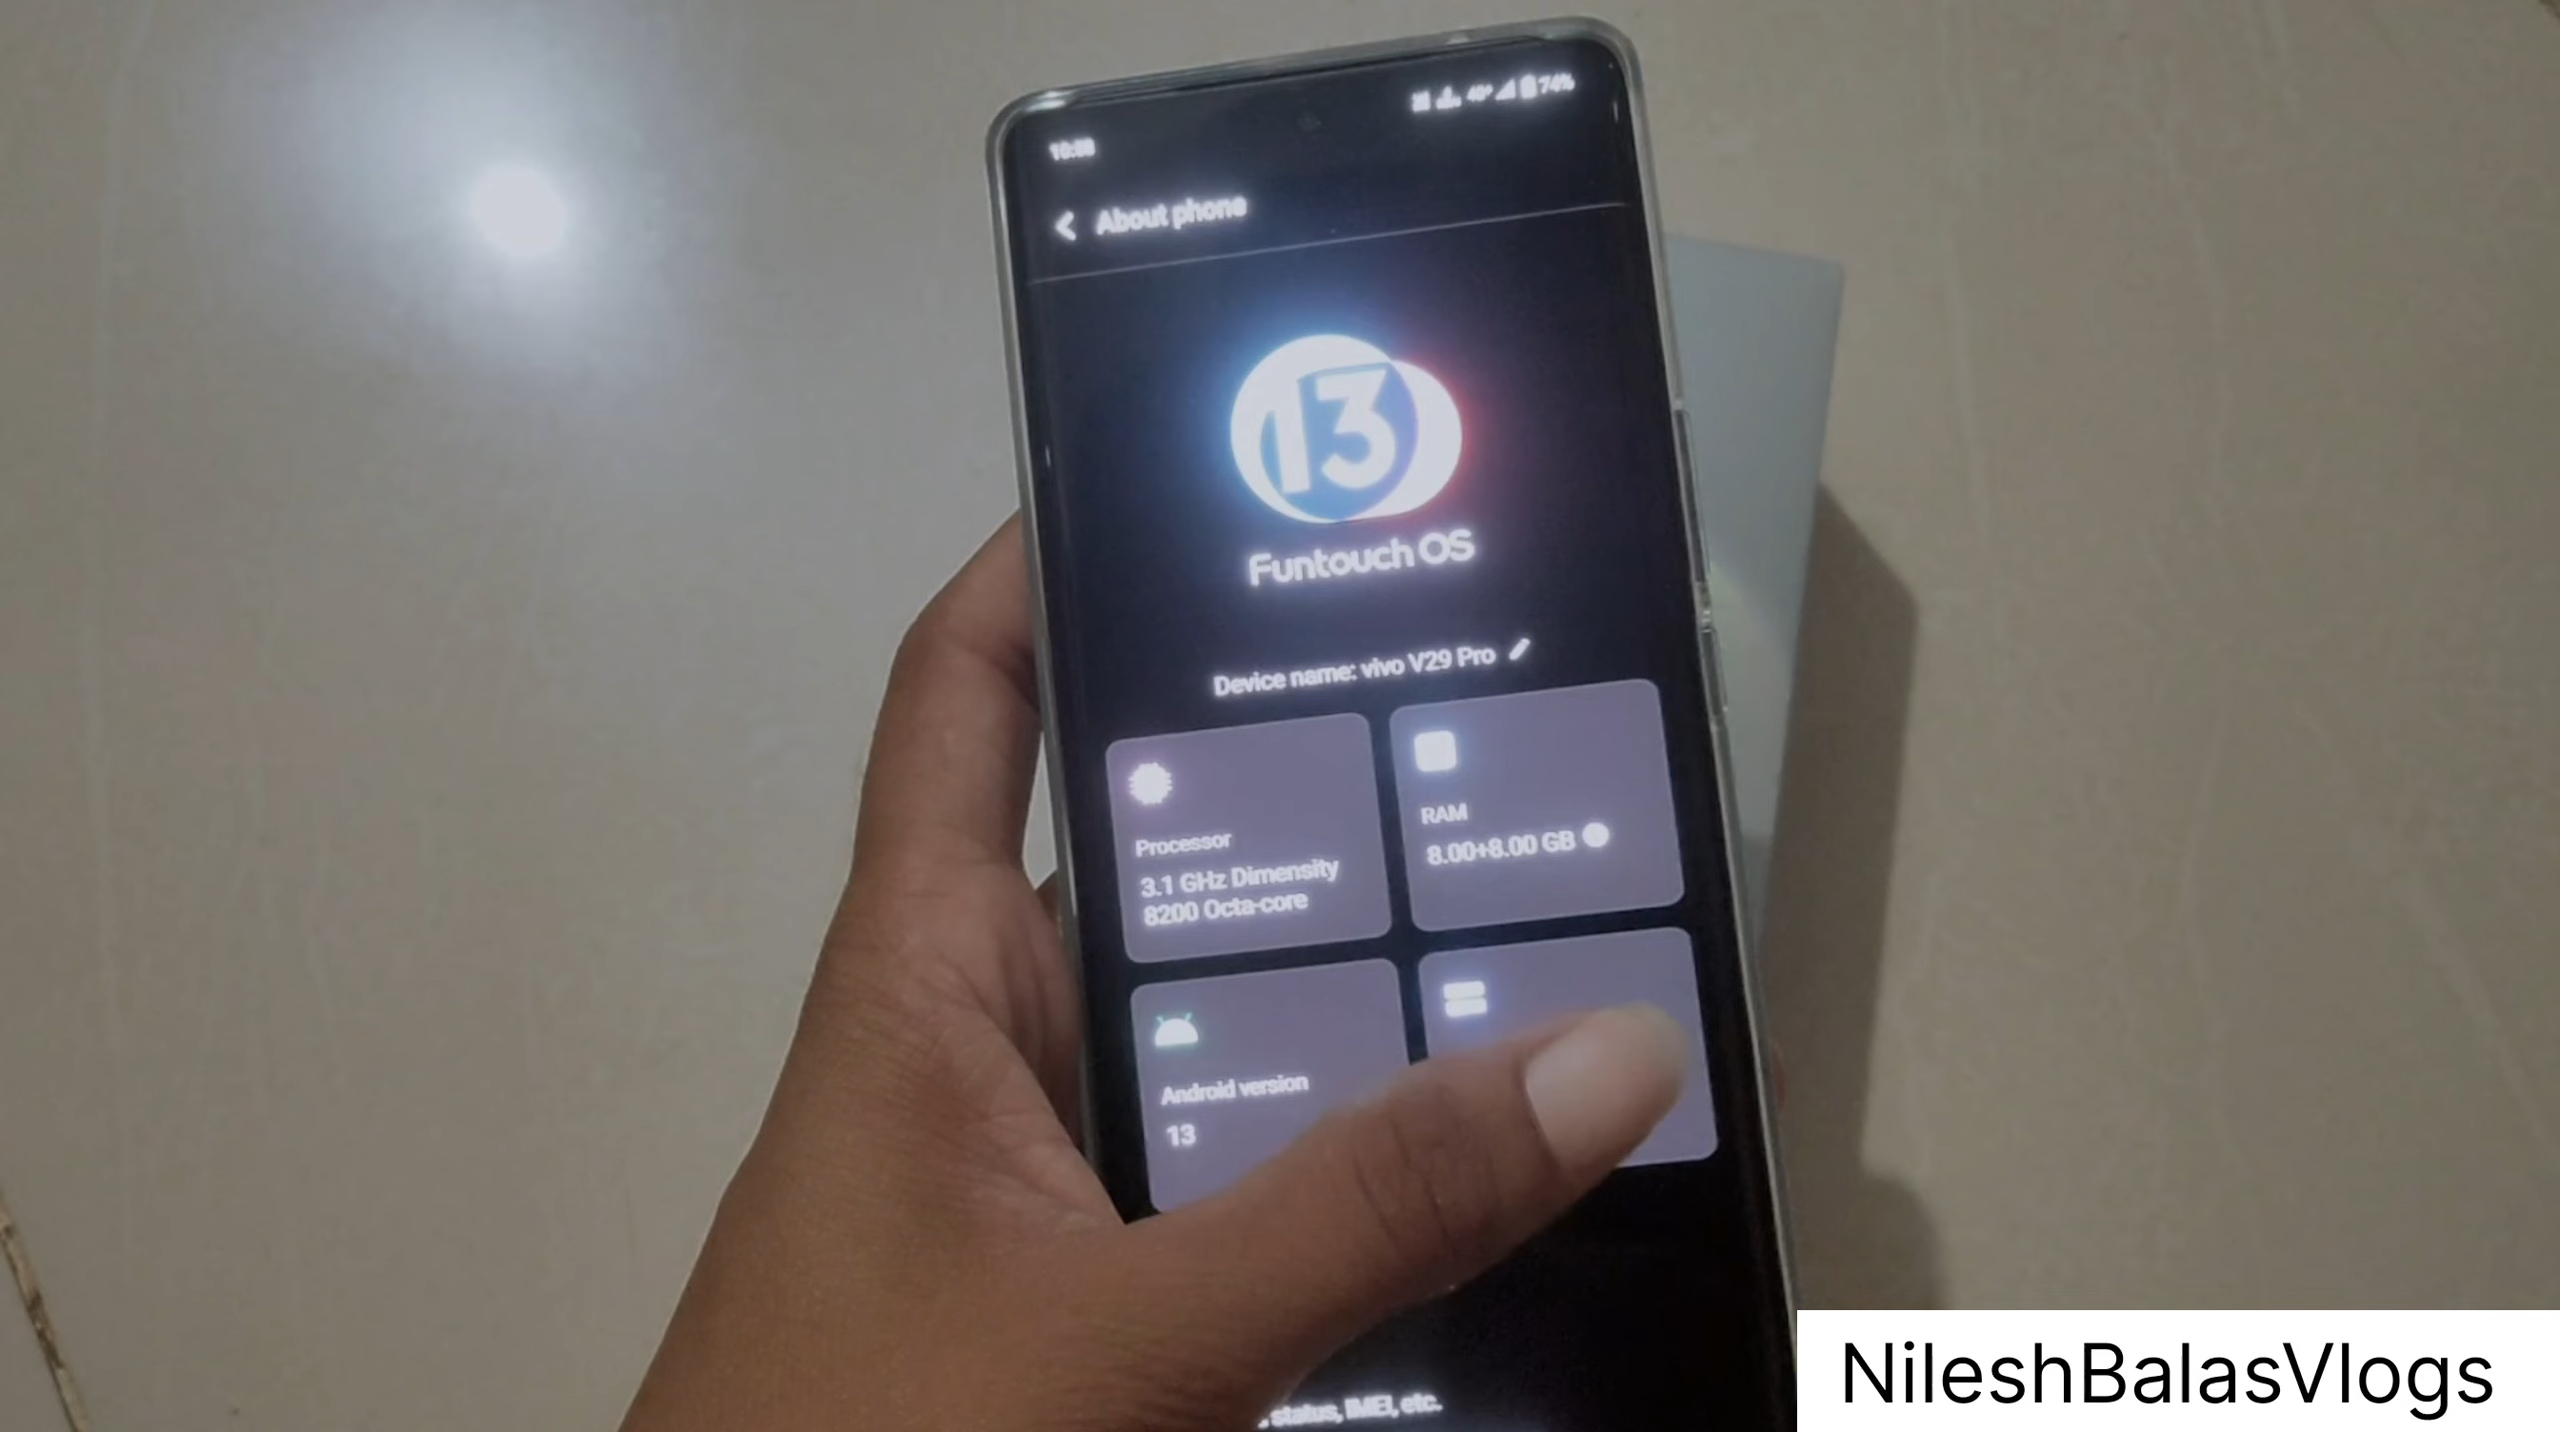 74%
About phone
13
Funtouch OS
Device name: vivo V29 Pro
Processor
3.1 GHz Dimensity
8200 Octa-core
RAM
8.00+8.00 GB
Android version
13
status, IMEI, etc.
NileshBalasVlogs